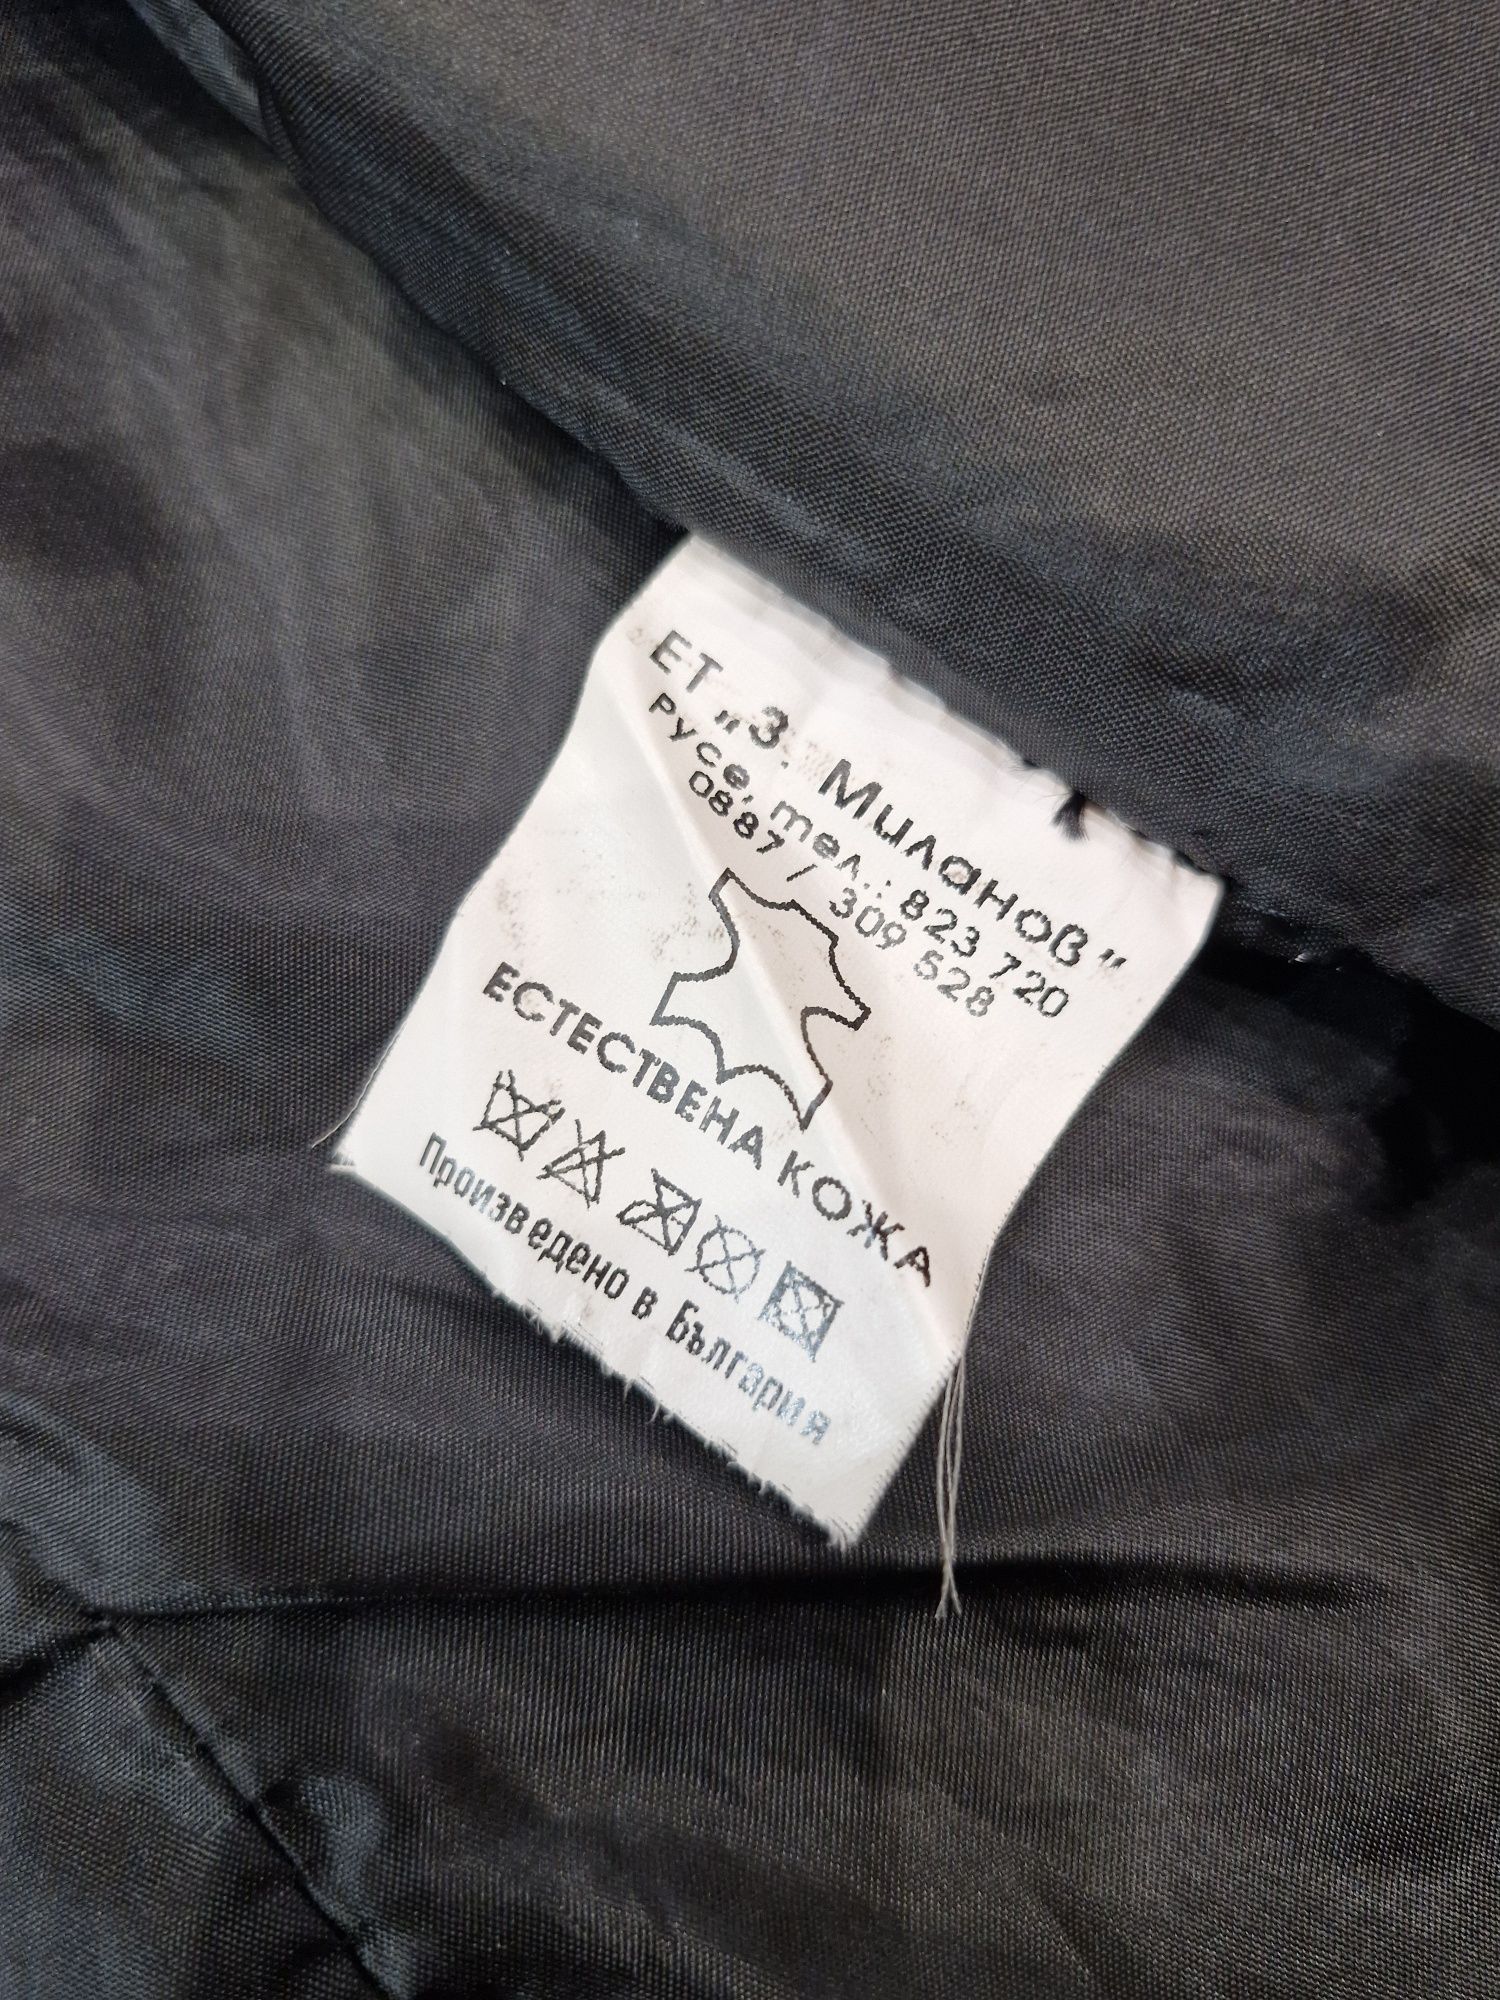 ЕТ „З. Миланов“
Русе, тел.: 823 720
0887 / 309 528
ЕСТЕСТВЕНА КОЖА
Произведено в България